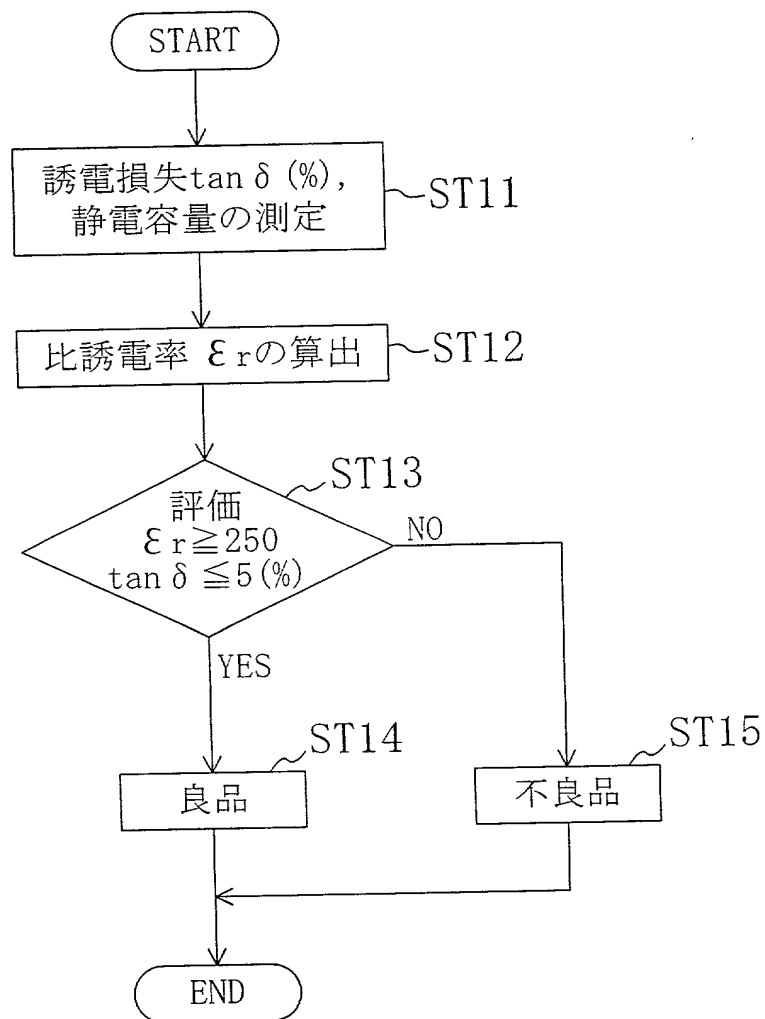 START
誘電損失tan δ (%),
静電容量の測定
ST11
比誘電率 εrの算出
ST12
ST13
評価
εr≧250
tan δ ≦5(%)
NO
YES
ST14
良品
ST15
不良品
END